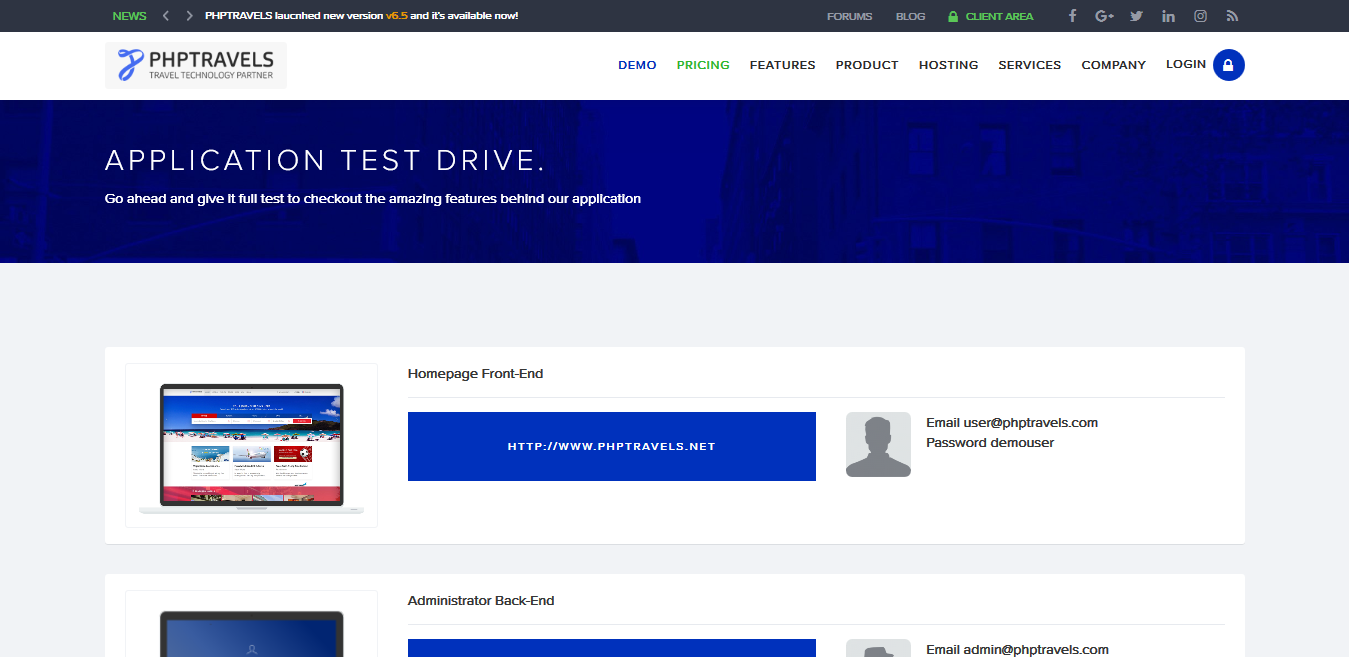 NEWS
PHPTRAVELS laucnhed new version v6.5 and it's available now!
FORUMS
BLOG
CLIENT AREA
PHPTRAVELS
TRAVEL TECHNOLOGY PARTNER
DEMO
PRICING
FEATURES
PRODUCT
HOSTING
SERVICES
COMPANY
LOGIN
APPLICATION TEST DRIVE.
Go ahead and give it full test to checkout the amazing features behind our application
Homepage Front-End
HTTP://WWW.PHPTRAVELS.NET
Email user@phptravels.com
Password demouser
Administrator Back-End
Email admin@phptravels.com